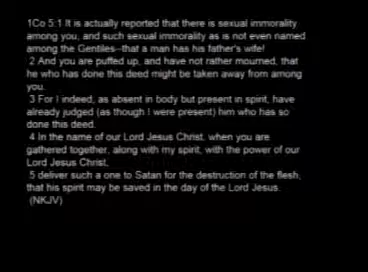 1Co 5:1 It is actually reported that there is sexual immorality
among you, and such sexual immorality as is not even named
among the Gentiles--that a man has his father's wife!
2 And you are puffed up, and have not rather mourned, that
he who has done this deed might be taken away from among
you.
3 For I indeed, as absent in body but present in spirit, have
already judged (as though I were present) him who has so
done this deed.
4 In the name of our Lord Jesus Christ, when you are
gathered together, along with my spirit, with the power of our
Lord Jesus Christ,
5 deliver such a one to Satan for the destruction of the flesh,
that his spirit may be saved in the day of the Lord Jesus.
(NKJV)